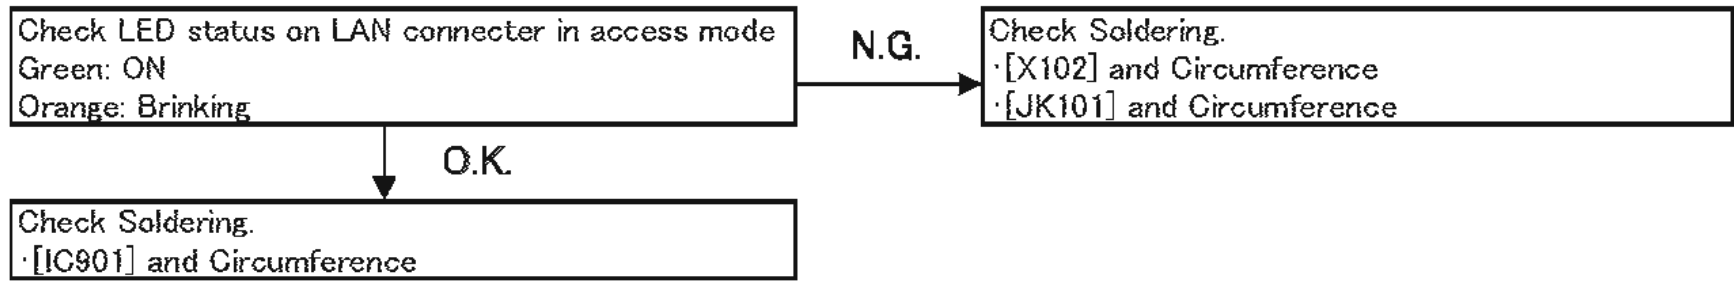 Check LED status on LAN connecter in access mode
Green: ON
Orange: Brinking
N.G.
Check Soldering.
·[X102] and Circumference
·[JK101] and Circumference
O.K.
Check Soldering.
·[IC901] and Circumference